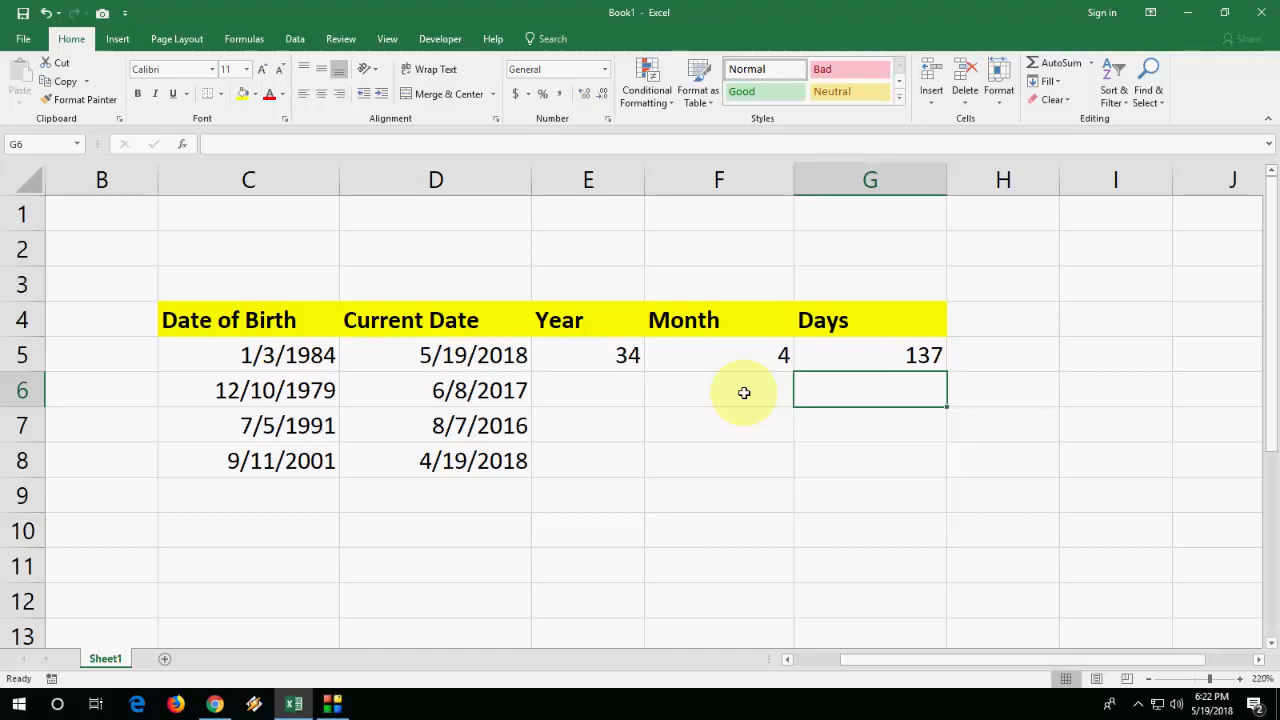 Book1 - Excel
Sign in
File Home Insert Page Layout Formulas Data Review View Developer Help Search Share
Paste
Cut
Copy
Format Painter
Clipboard
Calibri 11
B I U
Font
Wrap Text
Merge & Center
Alignment
General
$ % ,
Number
Conditional
Formatting
Format as
Table
Normal Bad
Good Neutral
Styles
Insert Delete Format
Cells
AutoSum
Fill
Clear
Sort &
Filter
Find &
Select
Editing
G6
fx
B C D E F G H I J
1
2
3
4 Date of Birth Current Date Year Month Days
5 1/3/1984 5/19/2018 34 4 137
6 12/10/1979 6/8/2017
7 7/5/1991 8/7/2016
8 9/11/2001 4/19/2018
9
10
11
12
13
Sheet1
Ready
220%
6:22 PM
5/19/2018
2